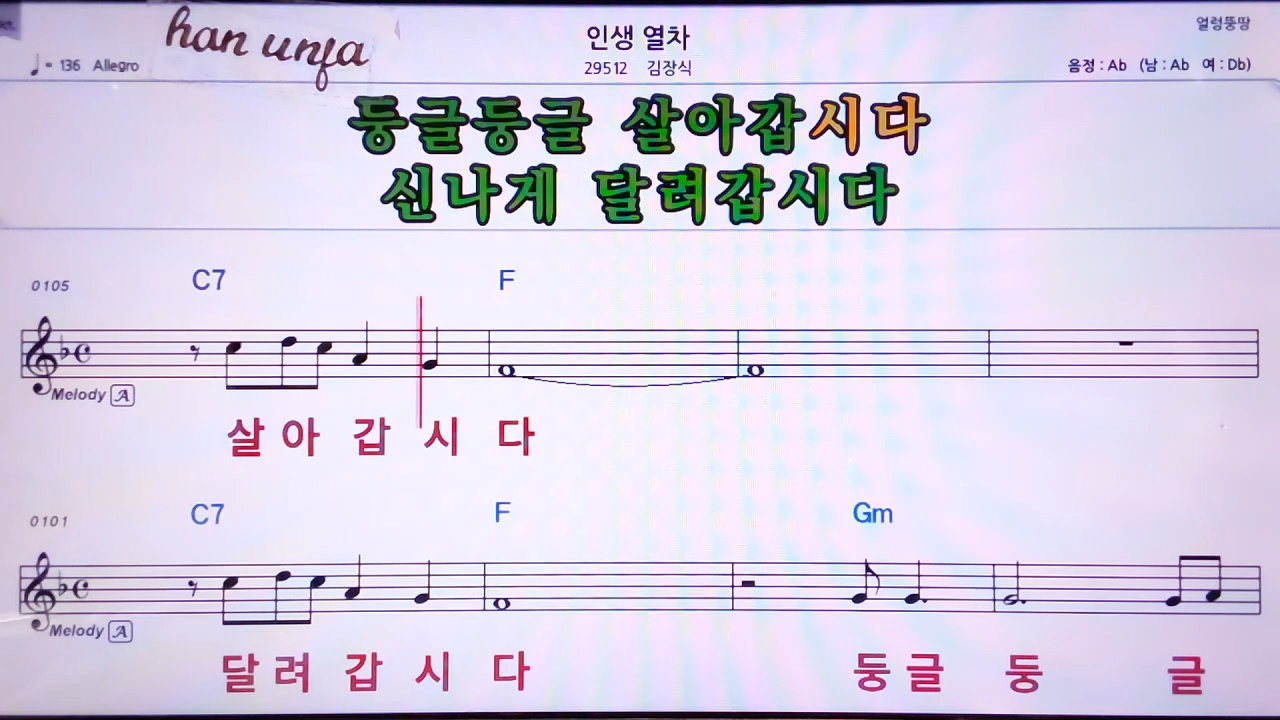 han unfa
인생 열차
얼렁뚱땅
♩= 136 Allegro
29512 김장식
음정 : Ab (남 : Ab 여 : Db)
둥글둥글 살아갑시다
신나게 달려갑시다
0105
C7 F
Melody A
살 아 갑 시 다
0101
C7 F Gm
Melody A
달 려 갑 시 다 둥 글 둥 글